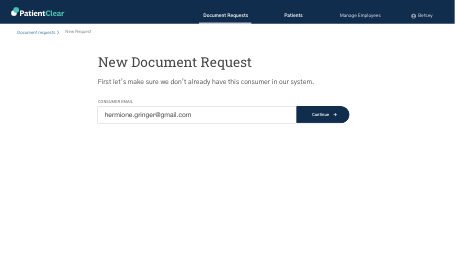 PatientClear
Document Requests
Patients
Manage Employees
Betsey
Document requests
New Request
New Document Request
First let's make sure we don't already have this consumer in our system.
CONSUMER EMAIL
hermione.gringer@gmail.com
Continue